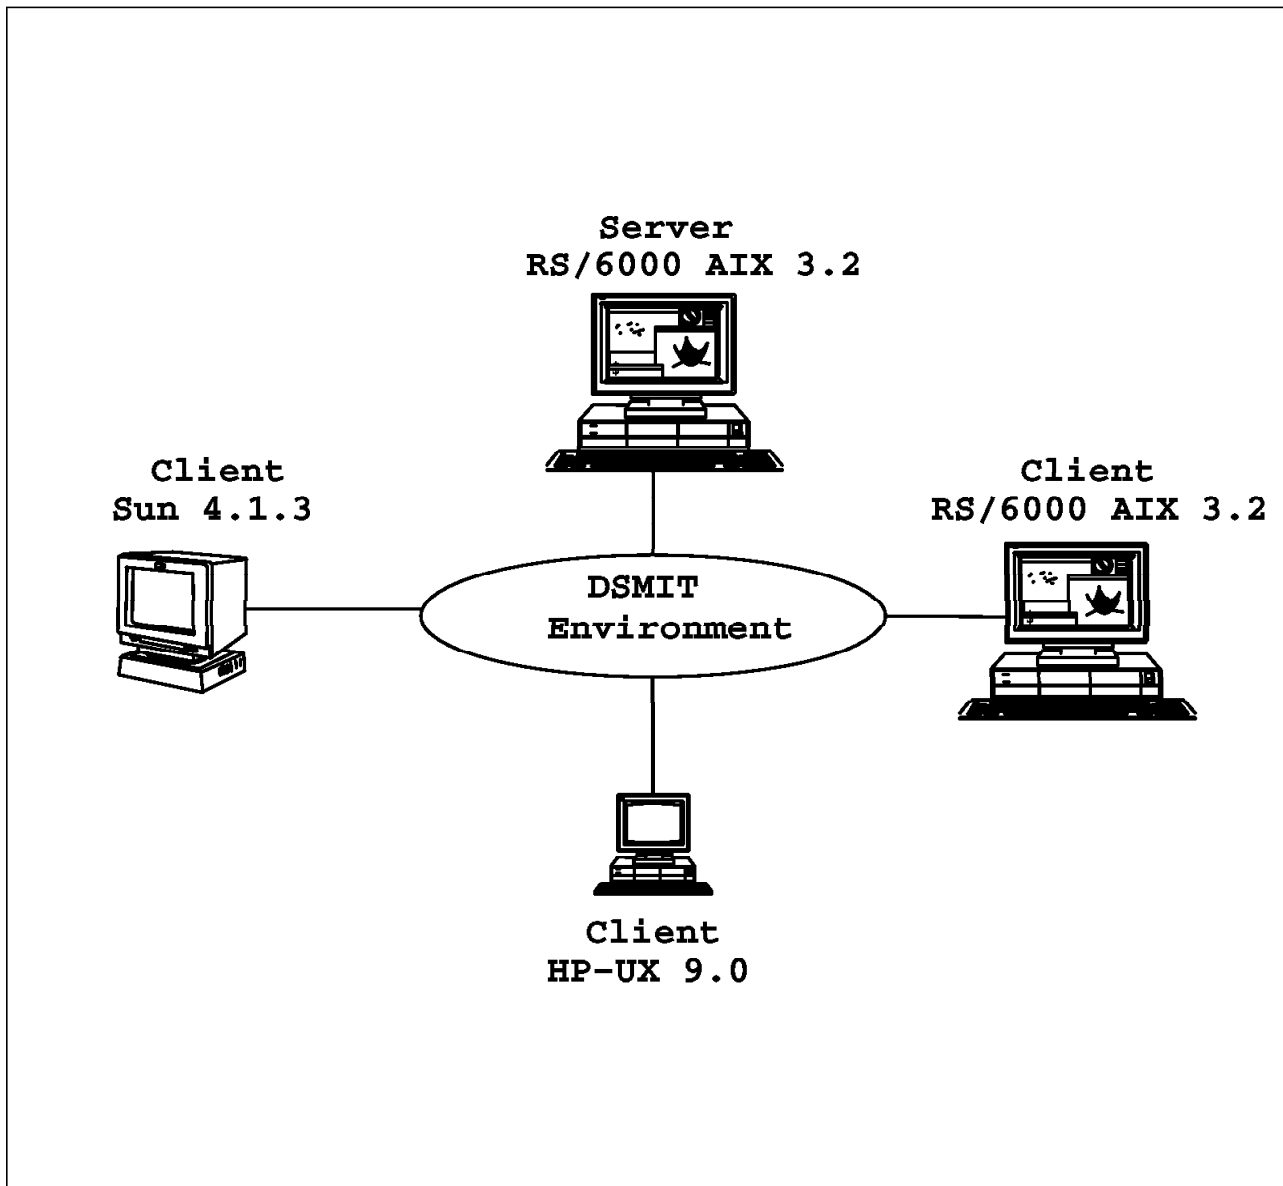 Server
RS/6000 AIX 3.2
Client
Sun 4.1.3
Client
RS/6000 AIX 3.2
DSMIT
Environment
Client
HP-UX 9.0